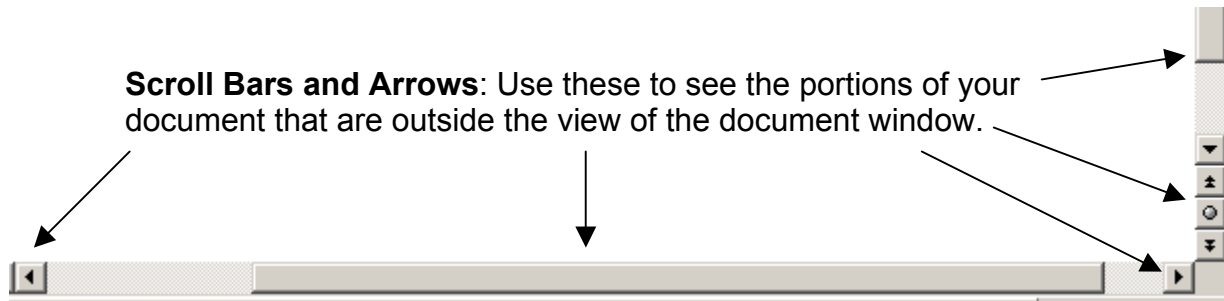 Scroll Bars and Arrows: Use these to see the portions of your
document that are outside the view of the document window.